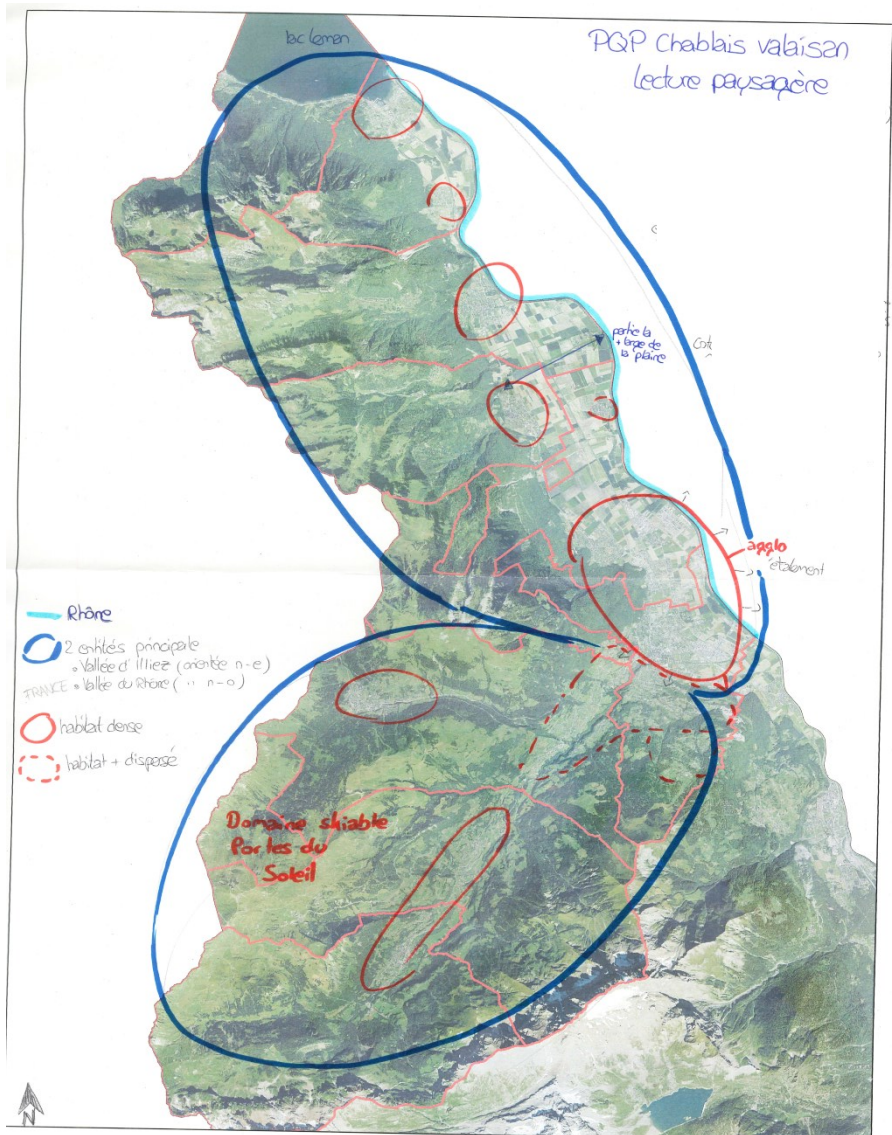 PQP Chablais valaisan
lecture paysagère
lac Leman
partie la
+ large de
la plaine
agglo
étalement
Rhône
2 entités principale
• Vallée d'Illiez (orientée n-e)
FRANCE • Vallée du Rhône ( " n-o)
habitat dense
habitat + dispersé
Domaine skiable
Portes du
Soleil
N